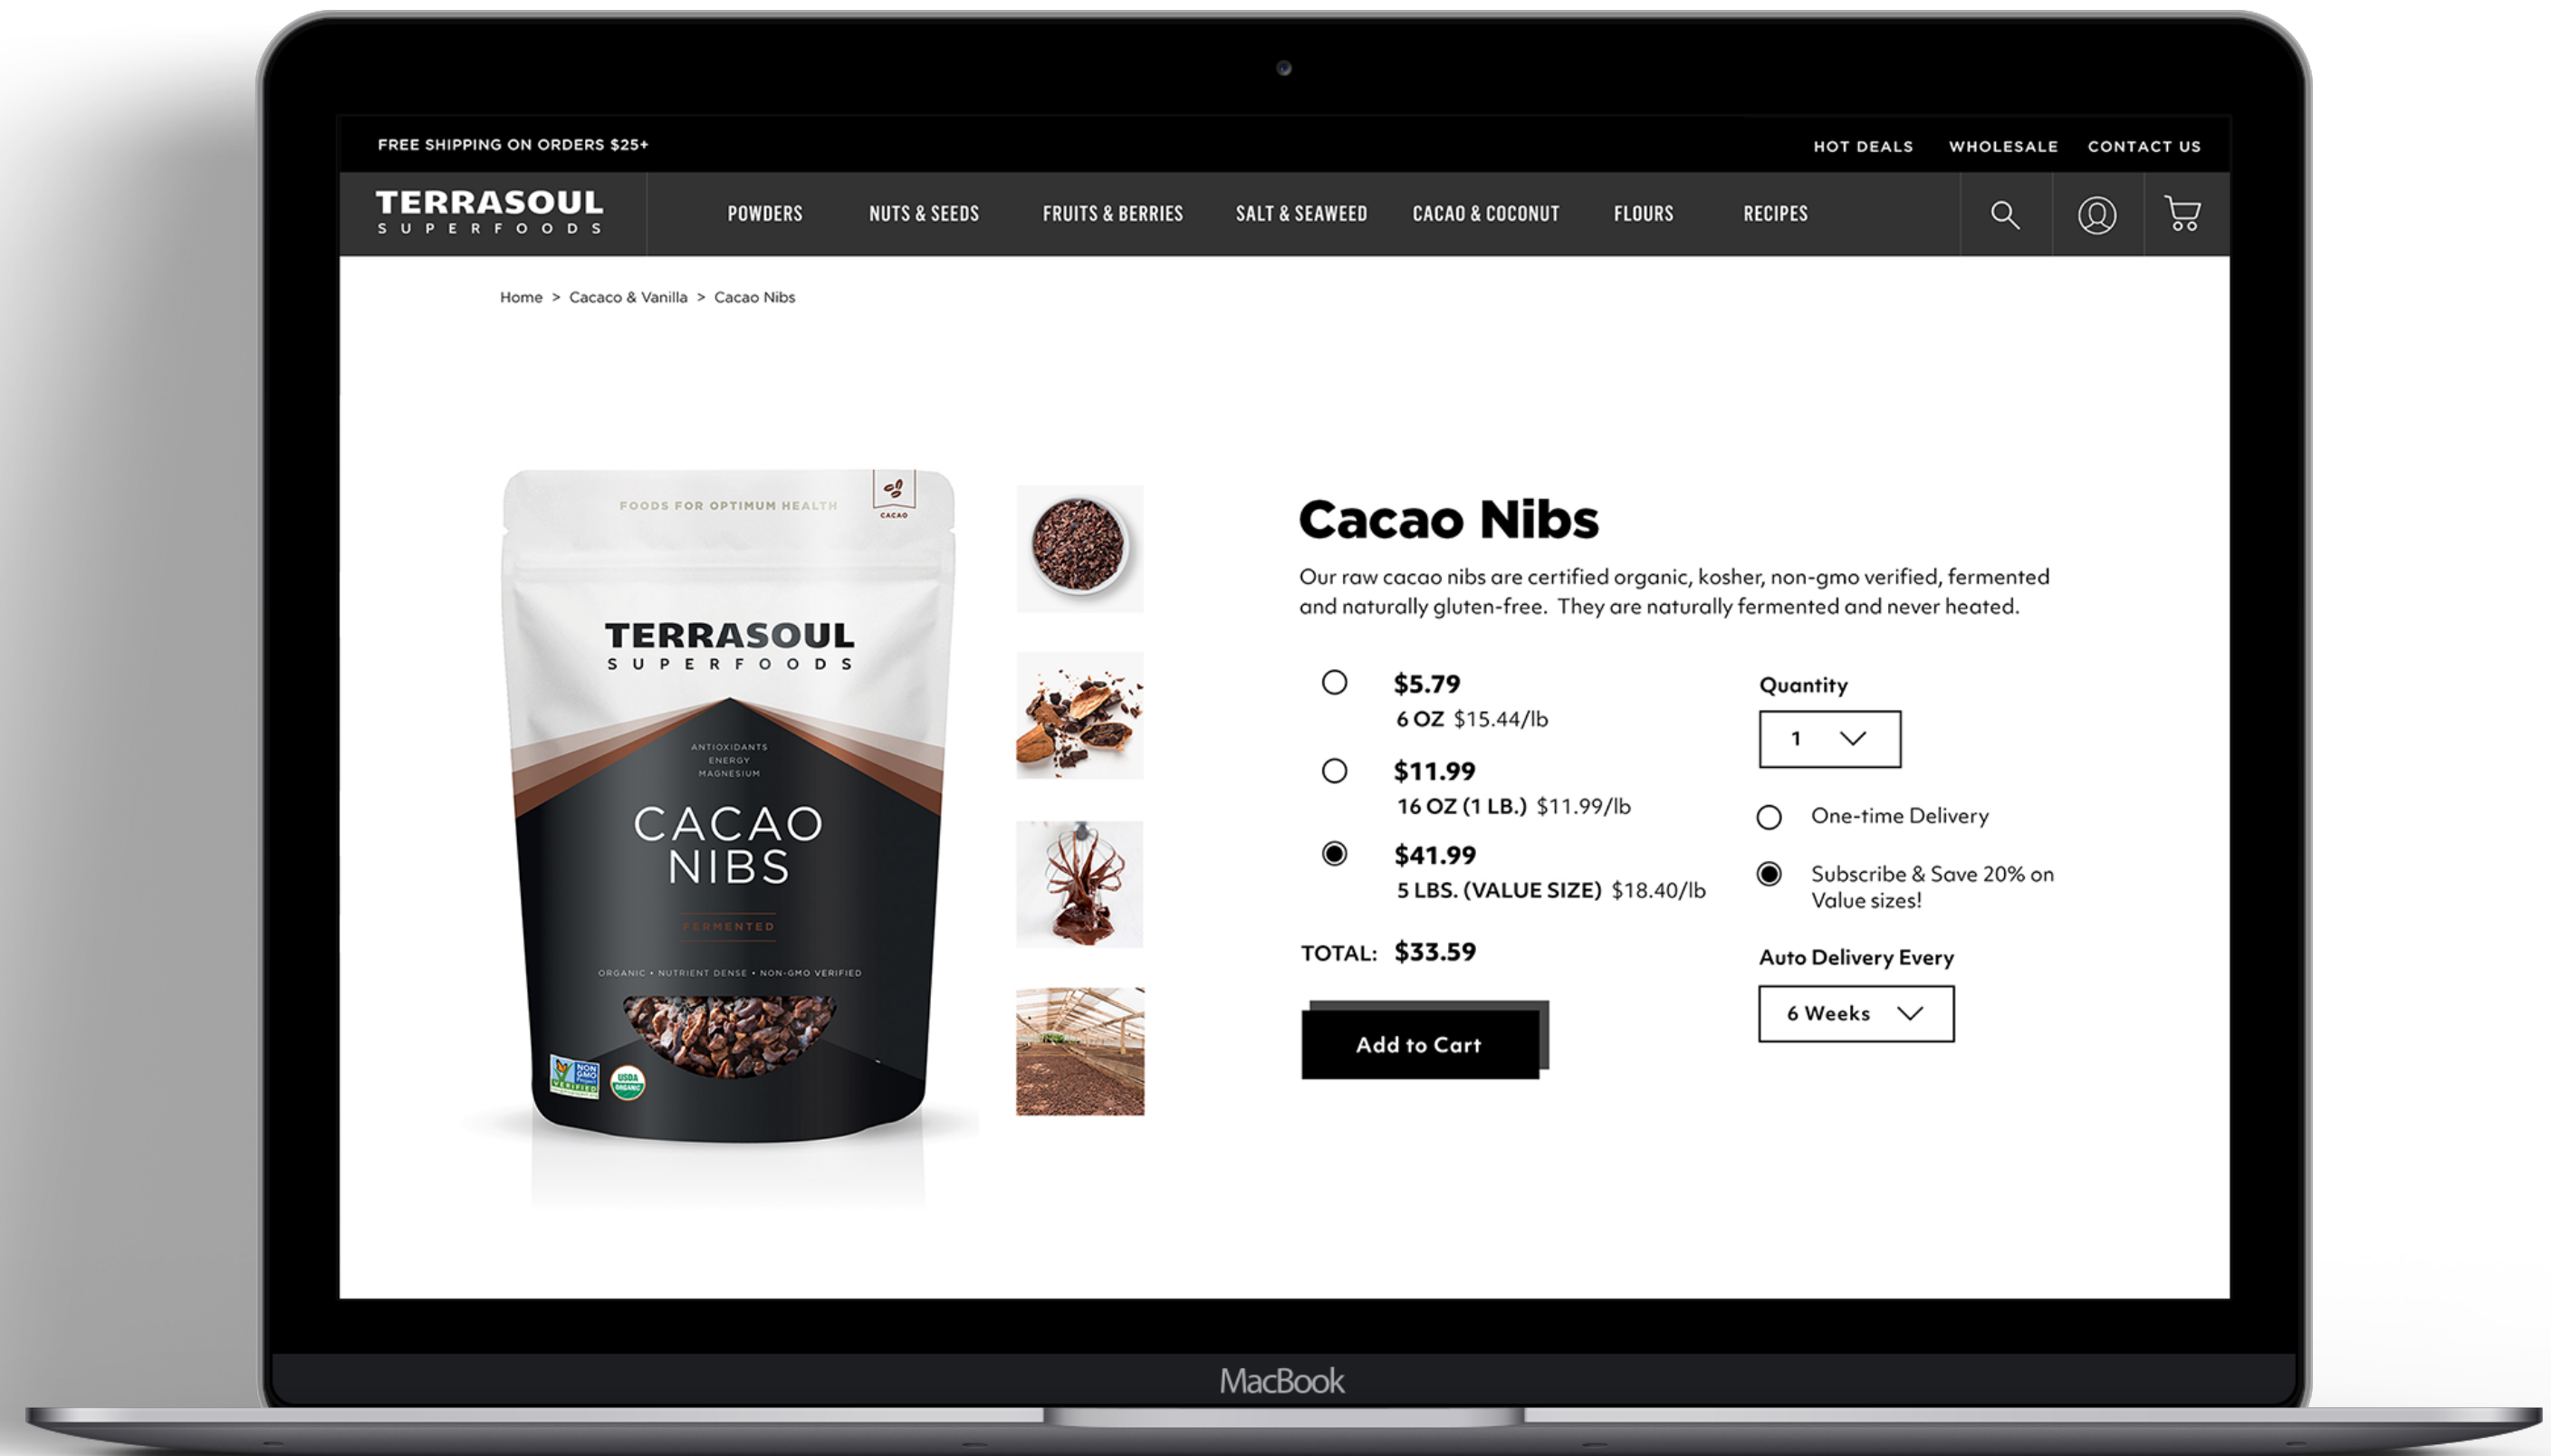 FREE SHIPPING ON ORDERS $25+
HOT DEALS WHOLESALE CONTACT US
TERRASOUL
SUPERFOODS
POWDERS NUTS & SEEDS FRUITS & BERRIES SALT & SEAWEED CACAO & COCONUT FLOURS RECIPES
Home > Cacaco & Vanilla > Cacao Nibs
FOODS FOR OPTIMUM HEALTH
CACAO
TERRASOUL
SUPERFOODS
ANTIOXIDANTS
ENERGY
MAGNESIUM
CACAO
NIBS
FERMENTED
ORGANIC • NUTRIENT DENSE • NON-GMO VERIFIED
NON
GMO
Project
VERIFIED
USDA
ORGANIC
Cacao Nibs
Our raw cacao nibs are certified organic, kosher, non-gmo verified, fermented
and naturally gluten-free. They are naturally fermented and never heated.
$5.79
6 OZ $15.44/lb
$11.99
16 OZ (1 LB.) $11.99/lb
$41.99
5 LBS. (VALUE SIZE) $18.40/lb
TOTAL: $33.59
Add to Cart
Quantity
1
One-time Delivery
Subscribe & Save 20% on
Value sizes!
Auto Delivery Every
6 Weeks
MacBook